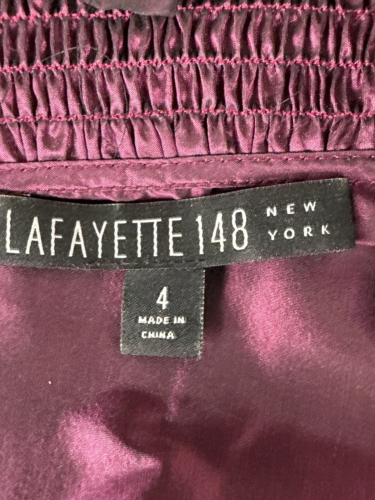 LAFAYETTE 148 NEW YORK
4
MADE IN
CHINA